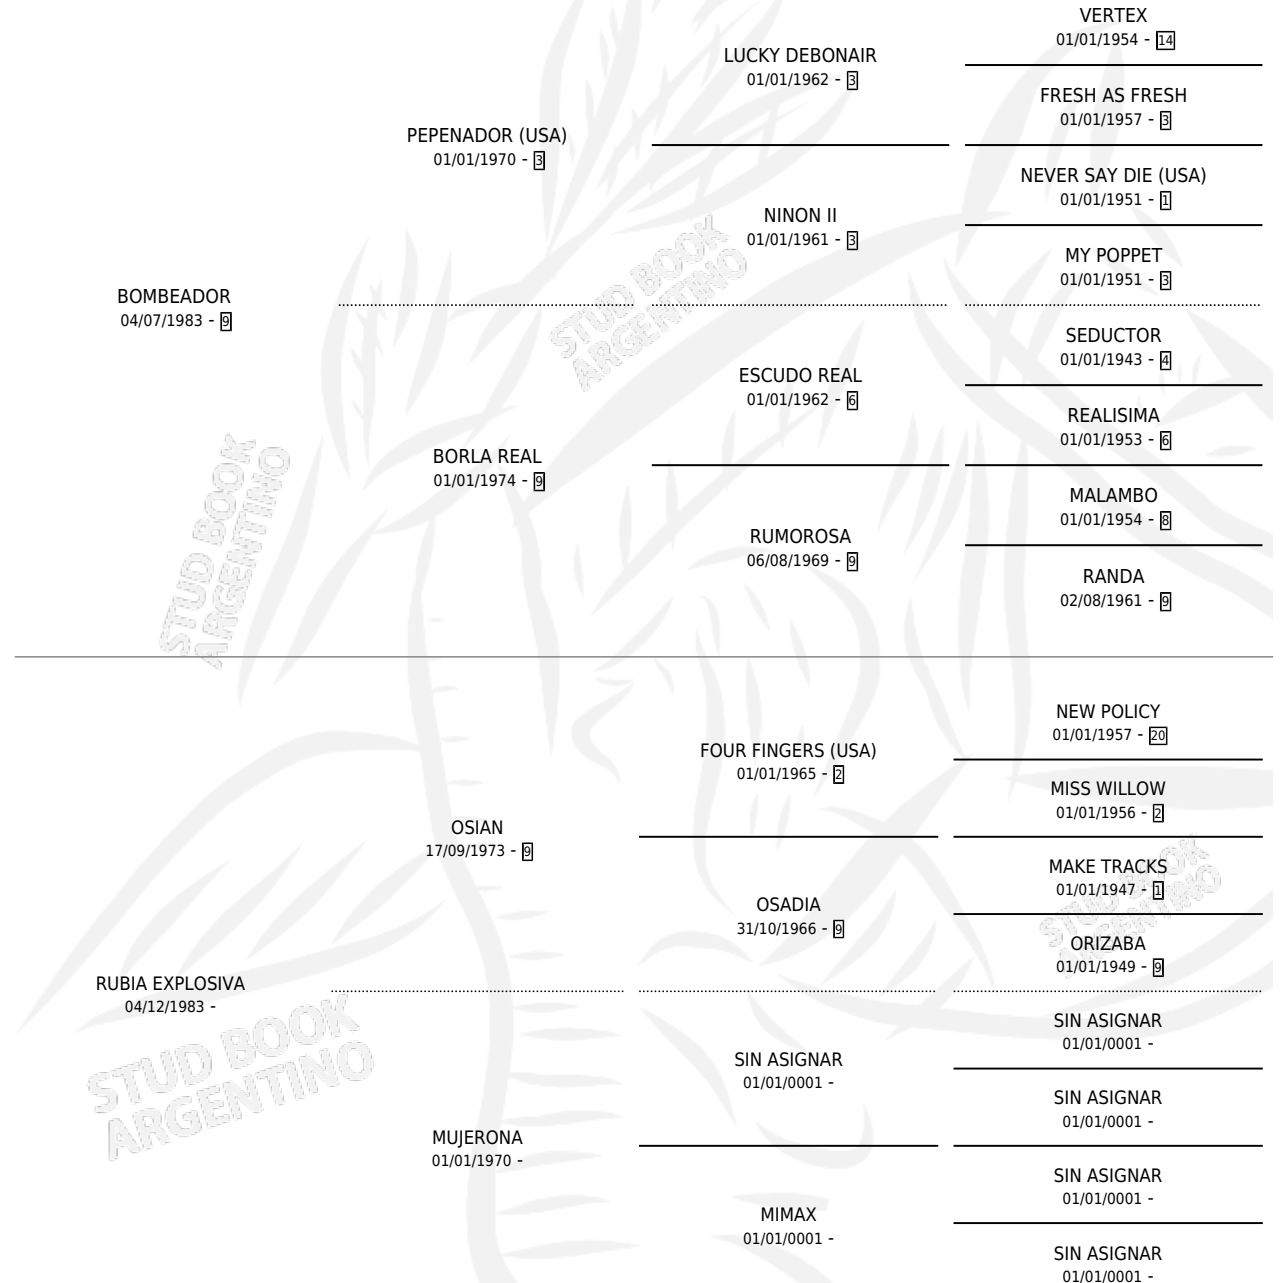 VERTEX
01/01/1954 - 14
LUCKY DEBONAIR
01/01/1962 - 3
FRESH AS FRESH
01/01/1957 - 3
PEPENADOR (USA)
01/01/1970 - 3
NEVER SAY DIE (USA)
01/01/1951 - 1
NINON II
01/01/1961 - 3
MY POPPET
01/01/1951 - 3
BOMBEADOR
04/07/1983 - 9
SEDUCTOR
01/01/1943 - 4
ESCUDO REAL
01/01/1962 - 6
REALISIMA
01/01/1953 - 6
BORLA REAL
01/01/1974 - 9
MALAMBO
01/01/1954 - 8
RUMOROSA
06/08/1969 - 9
RANDA
02/08/1961 - 9
NEW POLICY
01/01/1957 - 20
FOUR FINGERS (USA)
01/01/1965 - 2
MISS WILLOW
01/01/1956 - 2
OSIAN
17/09/1973 - 9
MAKE TRACKS
01/01/1947 - 1
OSADIA
31/10/1966 - 9
ORIZABA
01/01/1949 - 9
RUBIA EXPLOSIVA
04/12/1983 -
SIN ASIGNAR
01/01/0001 -
SIN ASIGNAR
01/01/0001 -
SIN ASIGNAR
01/01/0001 -
MUJERONA
01/01/1970 -
SIN ASIGNAR
01/01/0001 -
MIMAX
01/01/0001 -
SIN ASIGNAR
01/01/0001 -
STUD BOOK
ARGENTINO
STUD BOOK
ARGENTINO
STUD BOOK
ARGENTINO
STUD BOOK
ARGENTINO